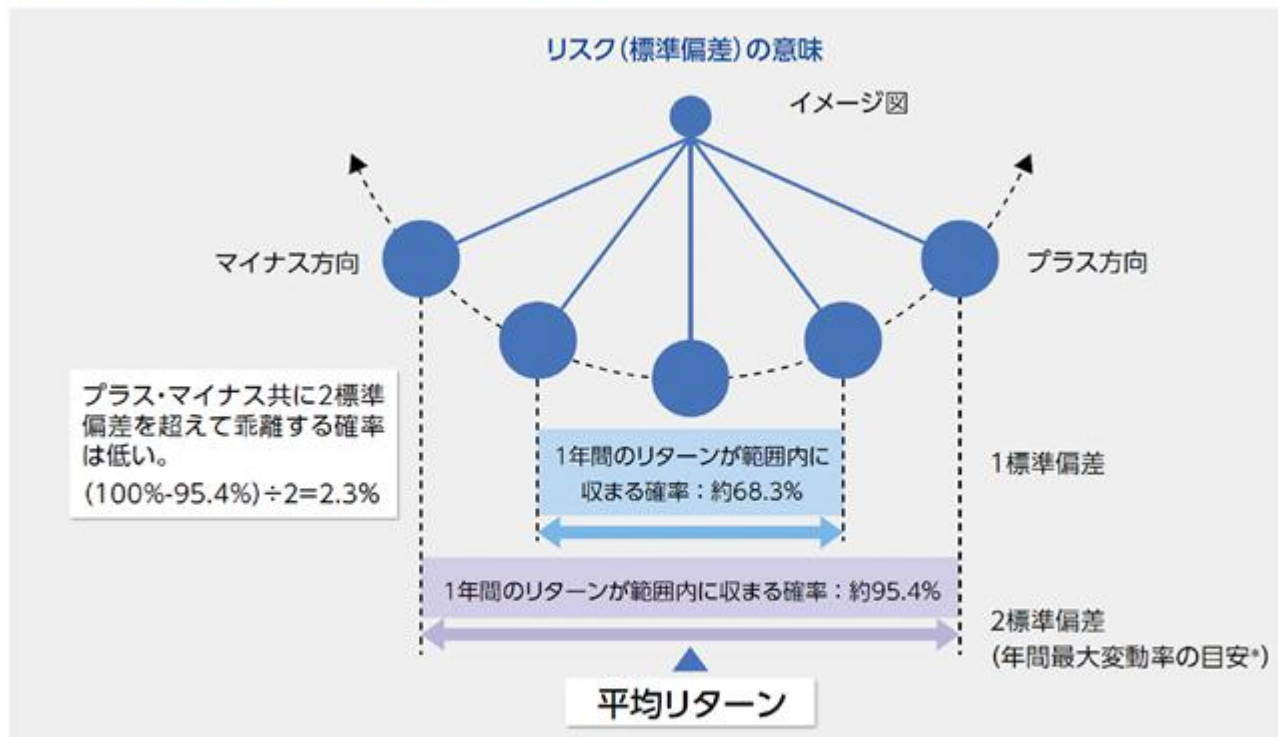 リスク(標準偏差)の意味
イメージ図
マイナス方向
プラス方向
プラス・マイナス共に2標準
偏差を超えて乖離する確率
は低い。
(100%-95.4%)÷2=2.3%
1年間のリターンが範囲内に
収まる確率：約68.3%
1標準偏差
1年間のリターンが範囲内に収まる確率：約95.4%
2標準偏差
(年間最大変動率の目安*)
平均リターン